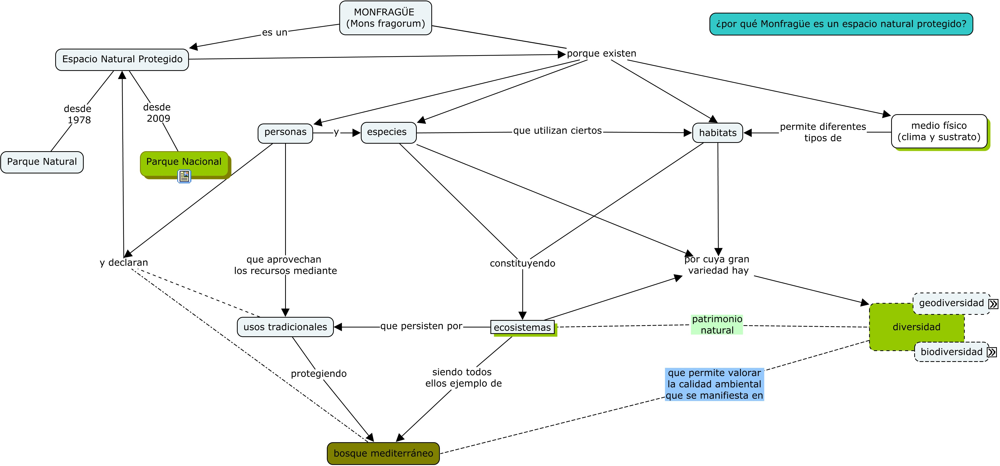 MONFRAGÜE
(Mons fragorum)
¿por qué Monfragüe es un espacio natural protegido?
es un
Espacio Natural Protegido
porque existen
desde
1978
desde
2009
personas
y
especies
que utilizan ciertos
habitats
permite diferentes
tipos de
medio físico
(clima y sustrato)
Parque Natural
Parque Nacional
y declaran
que aprovechan
los recursos mediante
constituyendo
por cuya gran
variedad hay
geodiversidad
usos tradicionales
que persisten por
ecosistemas
patrimonio
natural
diversidad
biodiversidad
protegiendo
siendo todos
ellos ejemplo de
que permite valorar
la calidad ambiental
que se manifiesta en
bosque mediterráneo